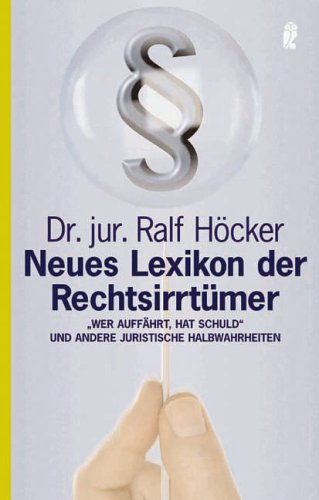 §
Dr. jur. Ralf Höcker
Neues Lexikon der
Rechtsirrtümer
„WER AUFFÄHRT, HAT SCHULD“
UND ANDERE JURISTISCHE HALBWAHRHEITEN